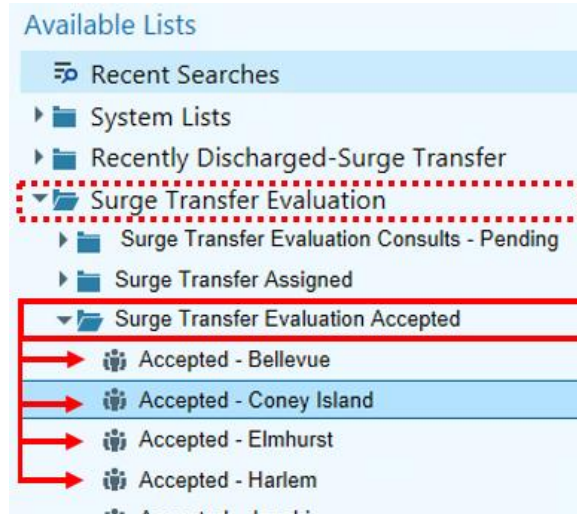 Available Lists
Recent Searches
System Lists
Recently Discharged-Surge Transfer
Surge Transfer Evaluation
Surge Transfer Evaluation Consults - Pending
Surge Transfer Assigned
Surge Transfer Evaluation Accepted
Accepted - Bellevue
Accepted - Coney Island
Accepted - Elmhurst
Accepted - Harlem